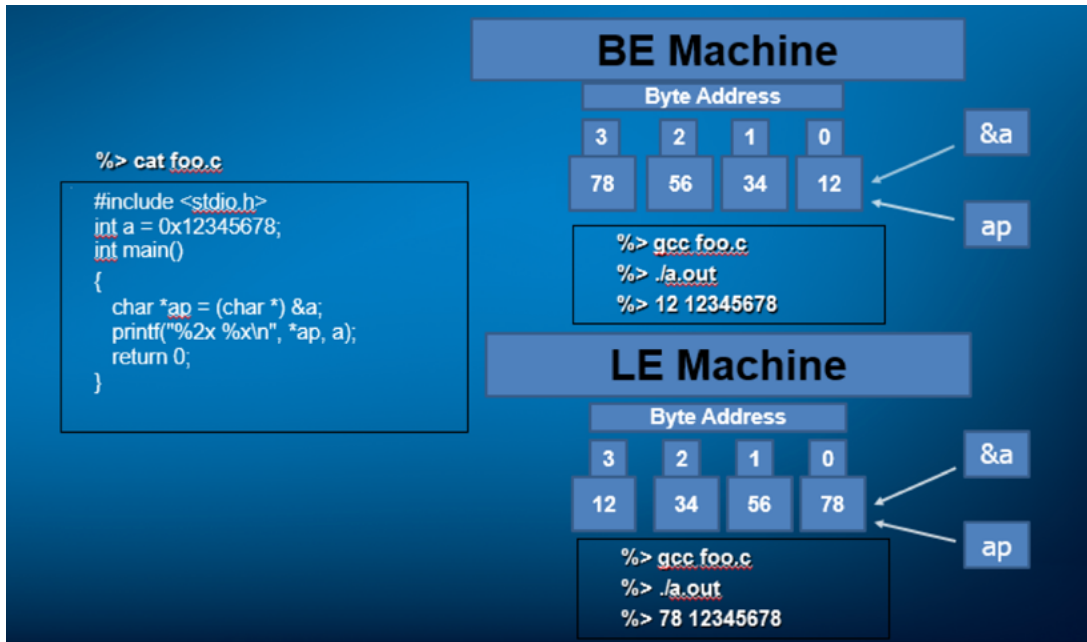 %> cat foo.c
#include <stdio.h>
int a = 0x12345678;
int main()
{
char *ap = (char *) &a;
printf("%2x %x\n", *ap, a);
return 0;
}
BE Machine
Byte Address
3 2 1 0
78 56 34 12
&a
ap
%> gcc foo.c
%> ./a.out
%> 12 12345678
LE Machine
Byte Address
3 2 1 0
12 34 56 78
&a
ap
%> gcc foo.c
%> ./a.out
%> 78 12345678